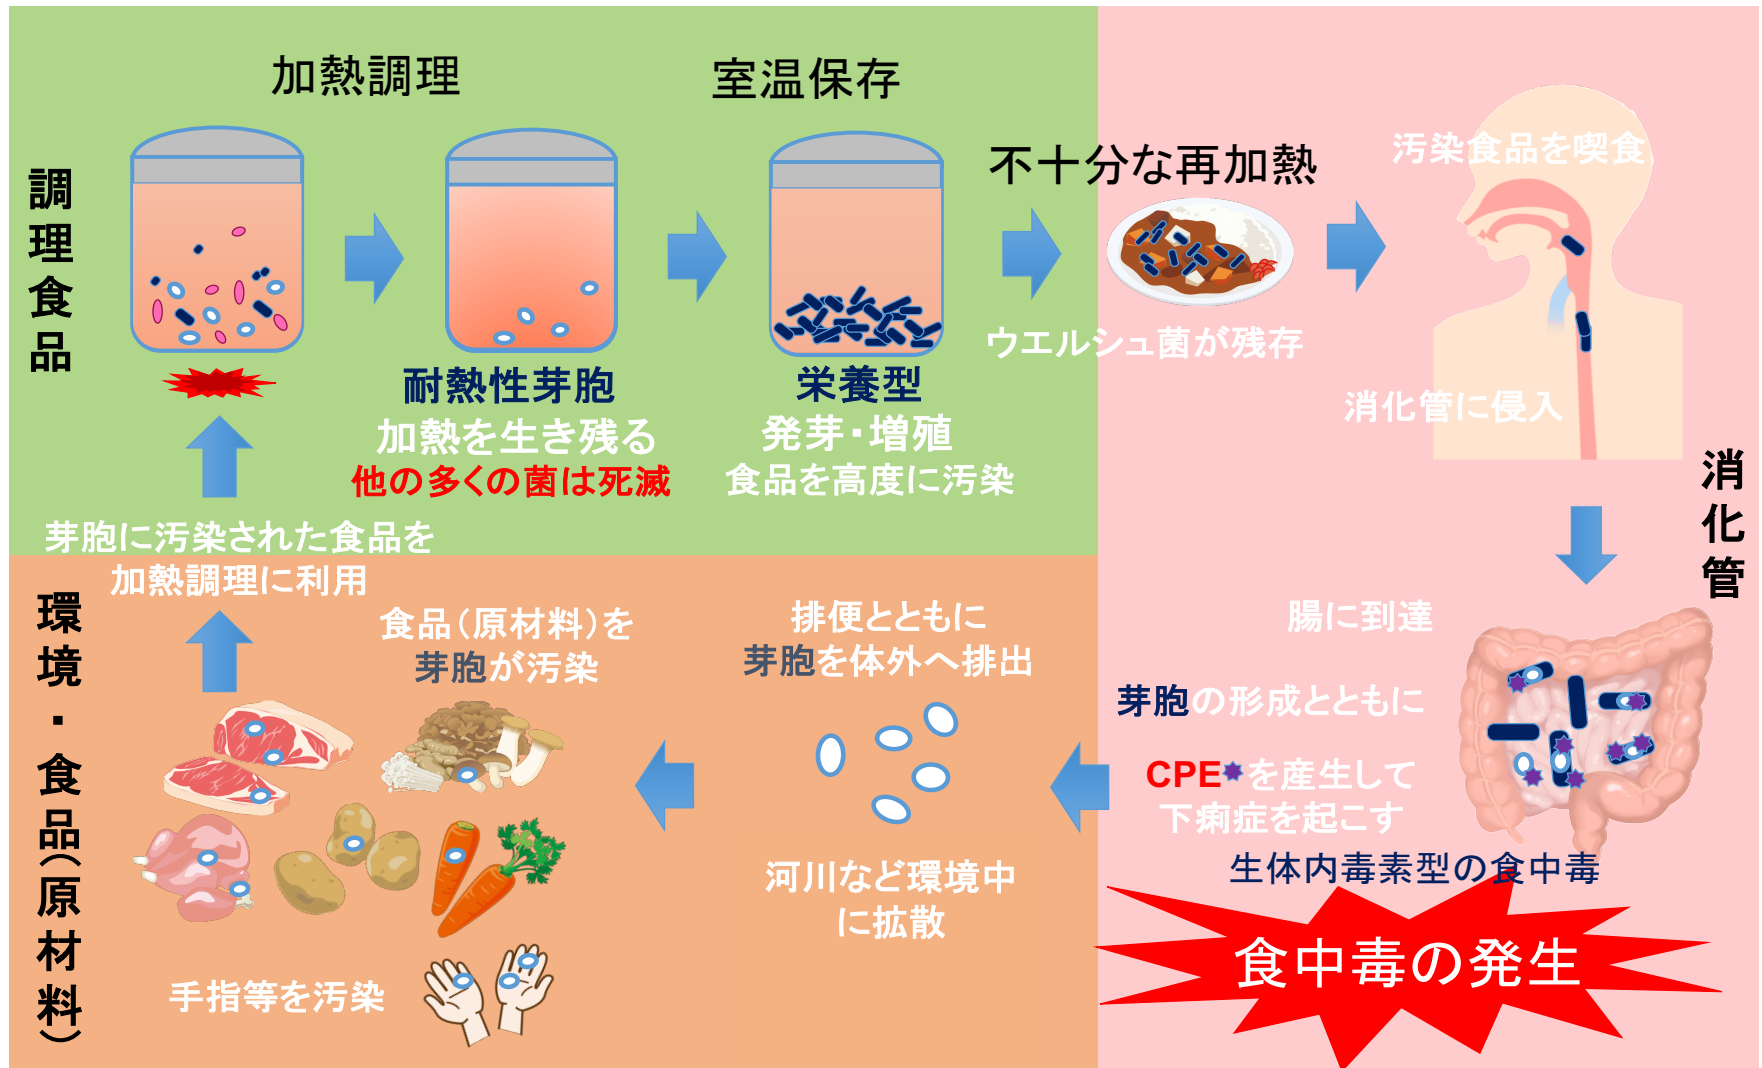 調理食品
加熱調理
室温保存
耐熱性芽胞
加熱を生き残る
他の多くの菌は死滅
栄養型
発芽・増殖
食品を高度に汚染
不十分な再加熱
ウエルシュ菌が残存
汚染食品を喫食
消化管に侵入
消化管
腸に到達
芽胞の形成とともに
CPE を産生して
下痢症を起こす
生体内毒素型の食中毒
食中毒の発生
排便とともに
芽胞を体外へ排出
河川など環境中
に拡散
食品（原材料）を
芽胞が汚染
手指等を汚染
環境・食品（原材料）
芽胞に汚染された食品を
加熱調理に利用